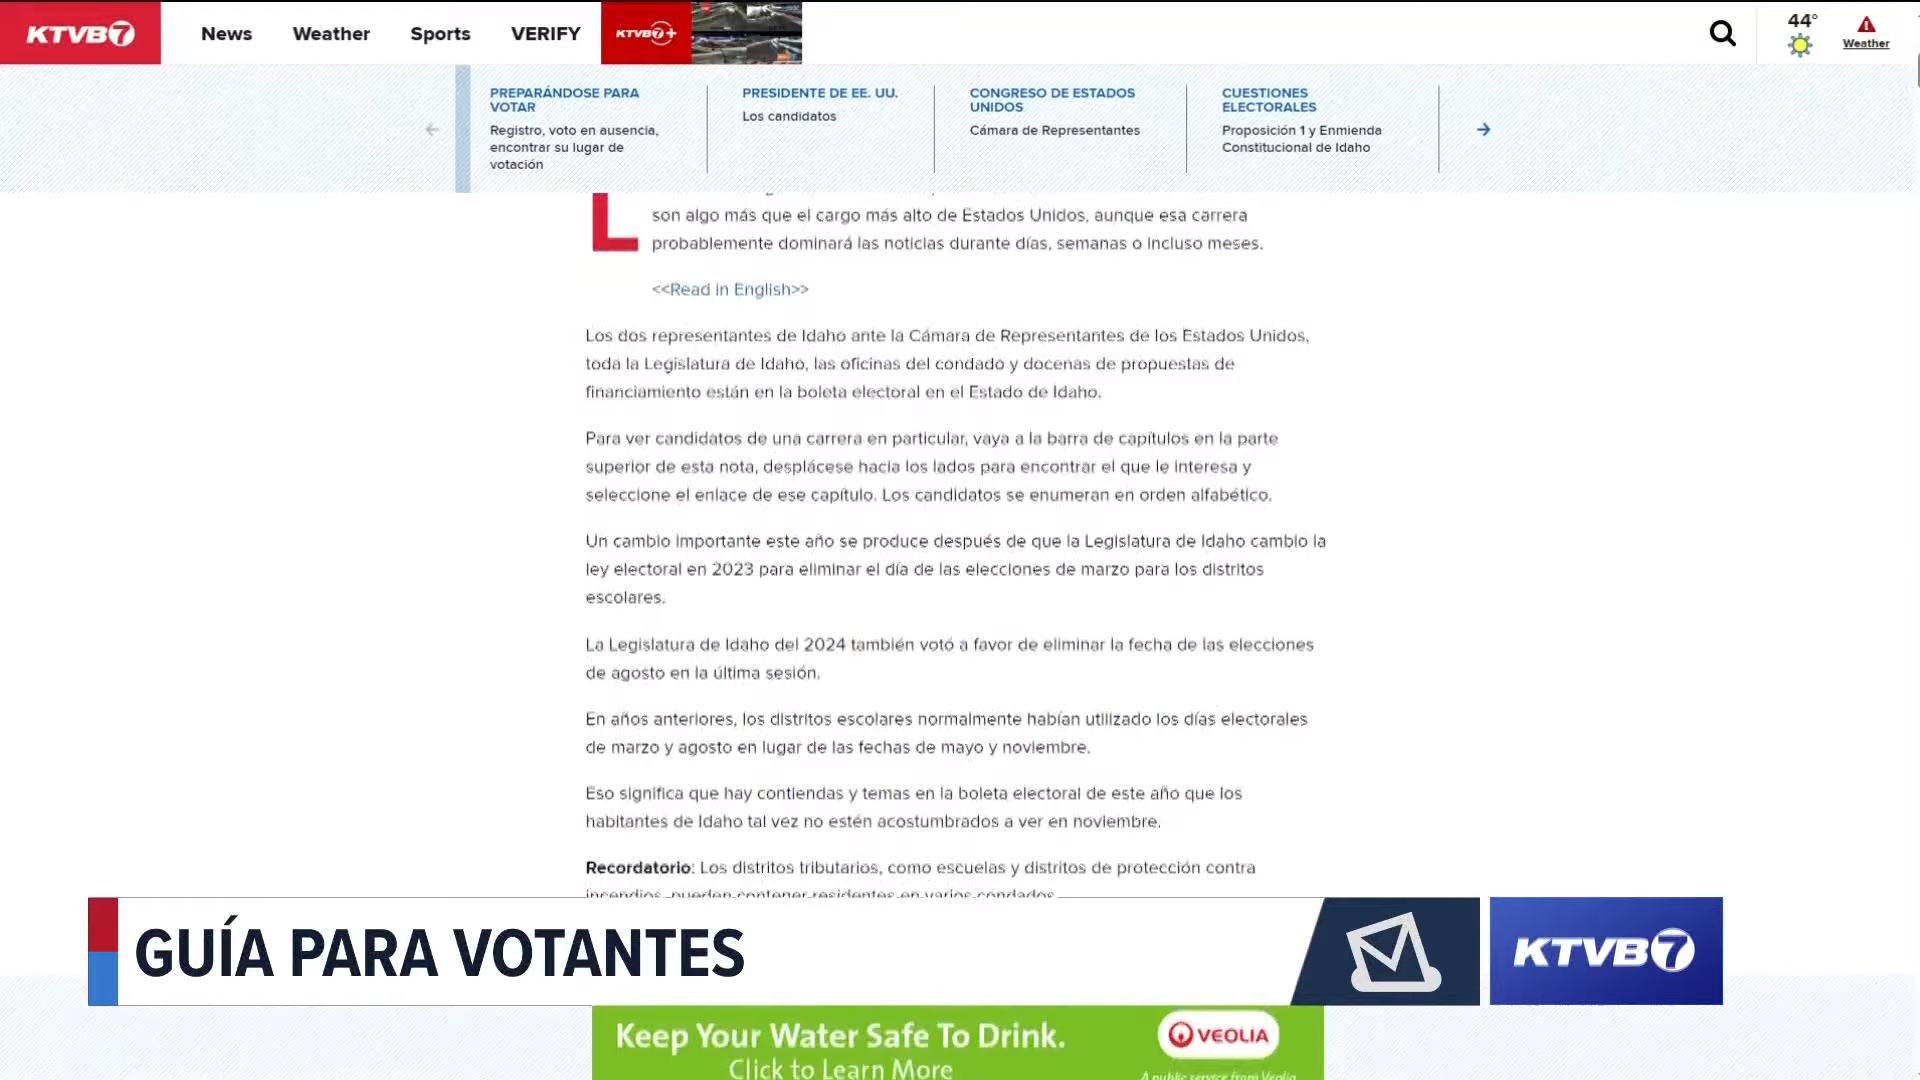 KTVB7
News
Weather
Sports
VERIFY
KTVB7+
44°
Weather
PREPARÁNDOSE PARA
VOTAR
Registro, voto en ausencia,
encontrar su lugar de
votación
PRESIDENTE DE EE. UU.
Los candidatos
CONGRESO DE ESTADOS
UNIDOS
Cámara de Representantes
CUESTIONES
ELECTORALES
Proposición 1 y Enmienda
Constitucional de Idaho
L
son algo más que el cargo más alto de Estados Unidos, aunque esa carrera
probablemente dominará las noticias durante días, semanas o incluso meses.
<<Read in English>>
Los dos representantes de Idaho ante la Cámara de Representantes de los Estados Unidos,
toda la Legislatura de Idaho, las oficinas del condado y docenas de propuestas de
financiamiento están en la boleta electoral en el Estado de Idaho.
Para ver candidatos de una carrera en particular, vaya a la barra de capítulos en la parte
superior de esta nota, desplácese hacia los lados para encontrar el que le interesa y
seleccione el enlace de ese capítulo. Los candidatos se enumeran en orden alfabético.
Un cambio importante este año se produce después de que la Legislatura de Idaho cambio la
ley electoral en 2023 para eliminar el día de las elecciones de marzo para los distritos
escolares.
La Legislatura de Idaho del 2024 también votó a favor de eliminar la fecha de las elecciones
de agosto en la última sesión.
En años anteriores, los distritos escolares normalmente habían utilizado los días electorales
de marzo y agosto en lugar de las fechas de mayo y noviembre.
Eso significa que hay contiendas y temas en la boleta electoral de este año que los
habitantes de Idaho tal vez no estén acostumbrados a ver en noviembre.
Recordatorio: Los distritos tributarios, como escuelas y distritos de protección contra
incendios, pueden contener residentes en varios condados.
GUÍA PARA VOTANTES
KTVB7
Keep Your Water Safe To Drink.
Click to Learn More
VEOLIA
A public service from Veolia